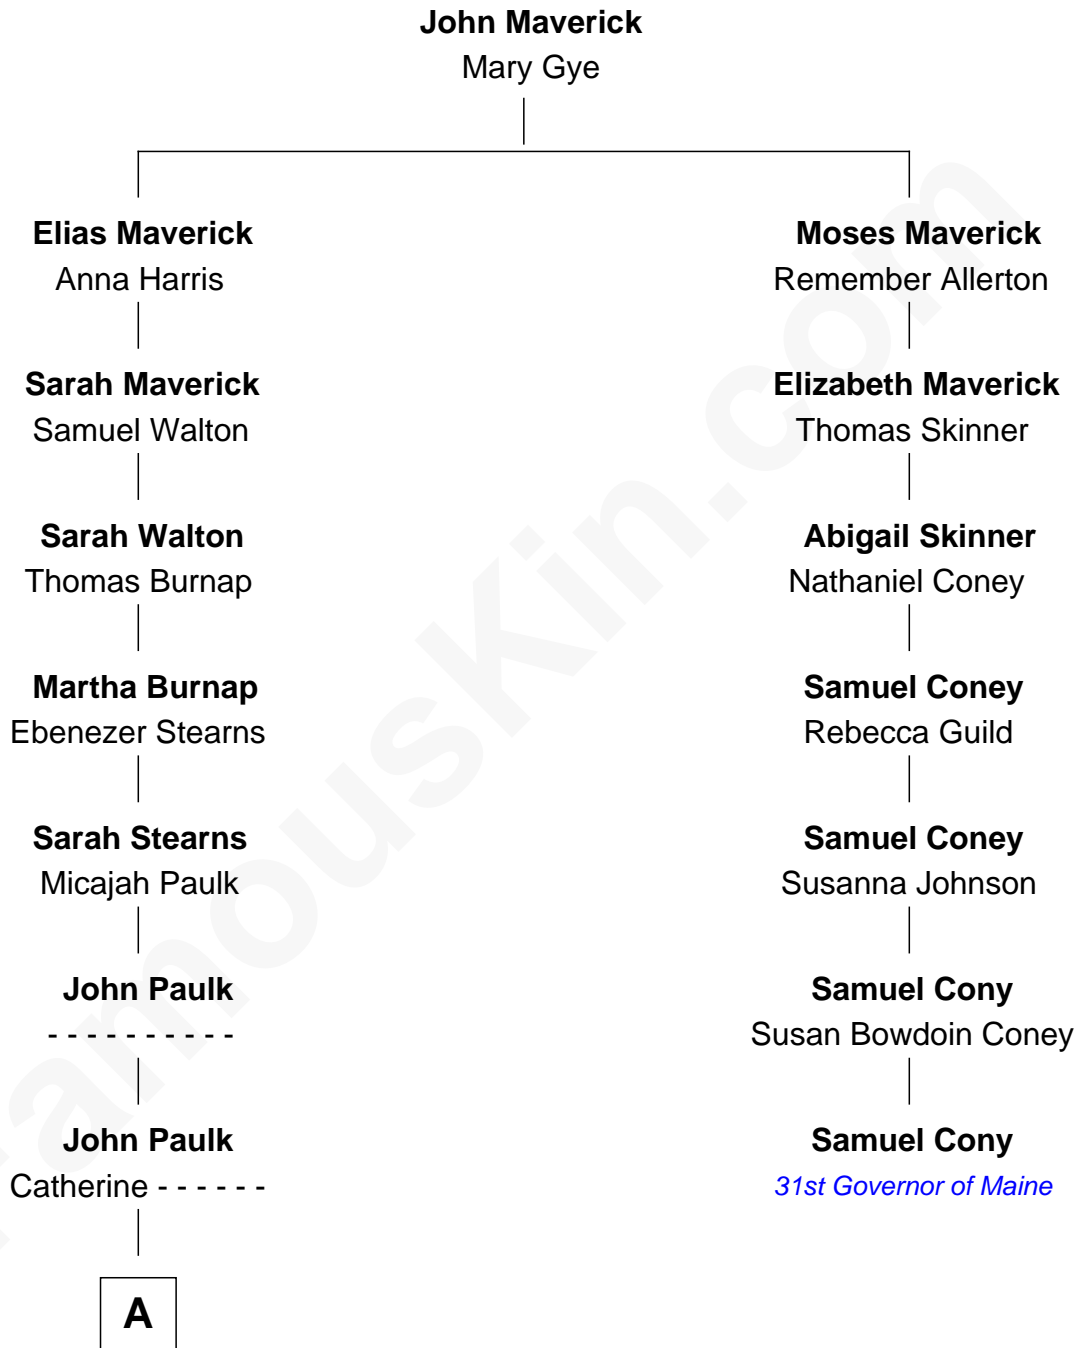 John Maverick
Mary Gye
Elias Maverick
Anna Harris
Moses Maverick
Remember Allerton
Sarah Maverick
Samuel Walton
Elizabeth Maverick
Thomas Skinner
Sarah Walton
Thomas Burnap
Abigail Skinner
Nathaniel Coney
Martha Burnap
Ebenezer Stearns
Samuel Coney
Rebecca Guild
Sarah Stearns
Micajah Paulk
Samuel Coney
Susanna Johnson
John Paulk
- - - - - - - - - -
Samuel Cony
Susan Bowdoin Coney
John Paulk
Catherine - - - - - -
Samuel Cony
31st Governor of Maine
A
FamousKin.com